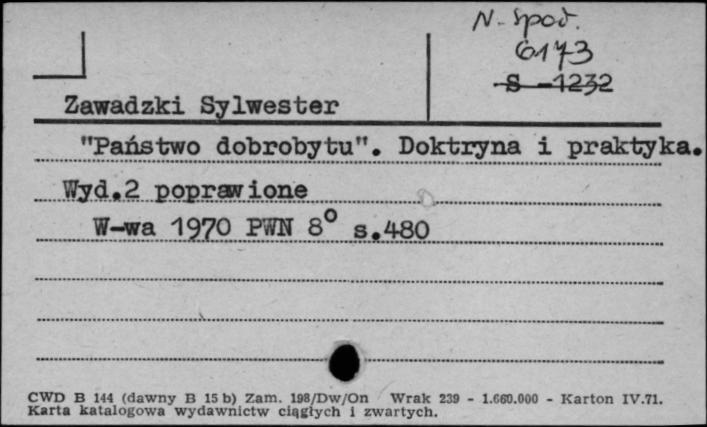 N. Społ.
6173
S -1232
Zawadzki Sylwester
"Państwo dobrobytu". Doktryna i praktyka.
Wyd.2 poprawione
W-wa 1970 PWN 8° s.480
CWD B 144 (dawny B 15 b) Zam. 198/Dw/On Wrak 239 - 1.660.000 - Karton IV.71.
Karta katalogowa wydawnictw ciągłych i zwartych.